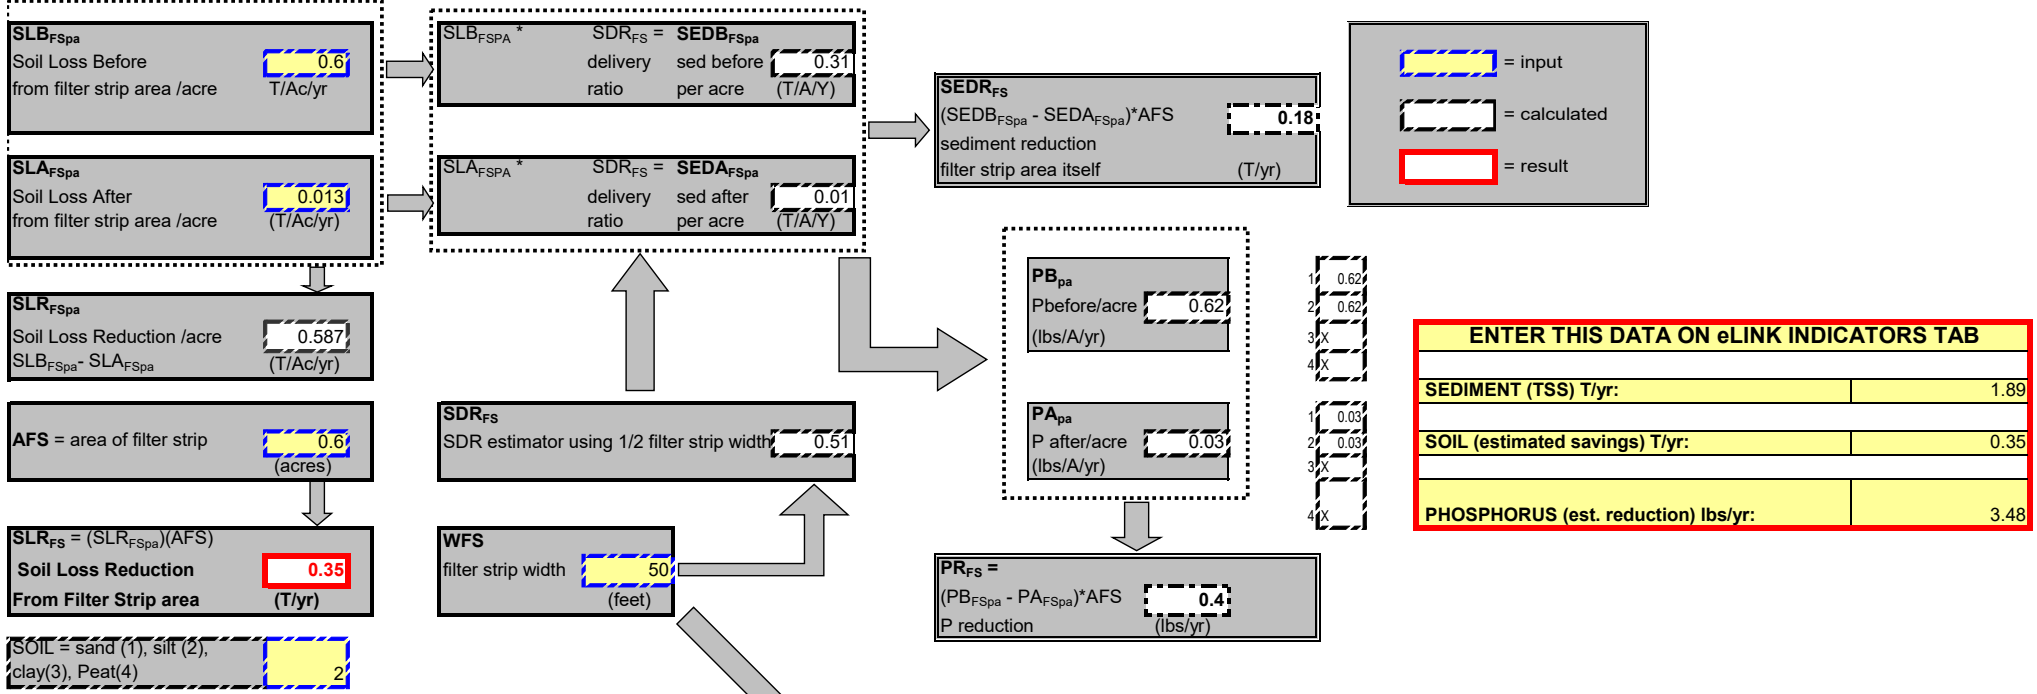 SLBFSpa
Soil Loss Before 0.6
from filter strip area /acre T/Ac/yr
SLAFSpa
Soil Loss After 0.013
from filter strip area /acre (T/Ac/yr)
SLRFSpa
Soil Loss Reduction /acre 0.587
SLBFSpa- SLAFSpa (T/Ac/yr)
AFS = area of filter strip 0.6
(acres)
SLRFS = (SLRFSpa)(AFS)
Soil Loss Reduction 0.35
From Filter Strip area (T/yr)
SOIL = sand (1), silt (2),
clay(3), Peat(4) 2
SLBFSPA * SDRFS = SEDBFSpa
delivery sed before 0.31
ratio per acre (T/A/Y)
SLAFSPA * SDRFS = SEDAFSpa
delivery sed after 0.01
ratio per acre (T/A/Y)
SDRFS
SDR estimator using 1/2 filter strip width 0.51
WFS
filter strip width 50
(feet)
SEDRFS
(SEDBFSpa - SEDAFSpa)*AFS 0.18
sediment reduction
filter strip area itself (T/yr)
PBpa
Pbefore/acre 0.62
(lbs/A/yr)
PApa
P after/acre 0.03
(lbs/A/yr)
1 0.62
2 0.62
3 X
4 X
1 0.03
2 0.03
3 X
4 X
PRFS =
(PBFSpa - PAFSpa)*AFS 0.4
P reduction (lbs/yr)
= input
= calculated
= result
ENTER THIS DATA ON eLINK INDICATORS TAB
SEDIMENT (TSS) T/yr: 1.89
SOIL (estimated savings) T/yr: 0.35
PHOSPHORUS (est. reduction) lbs/yr: 3.48